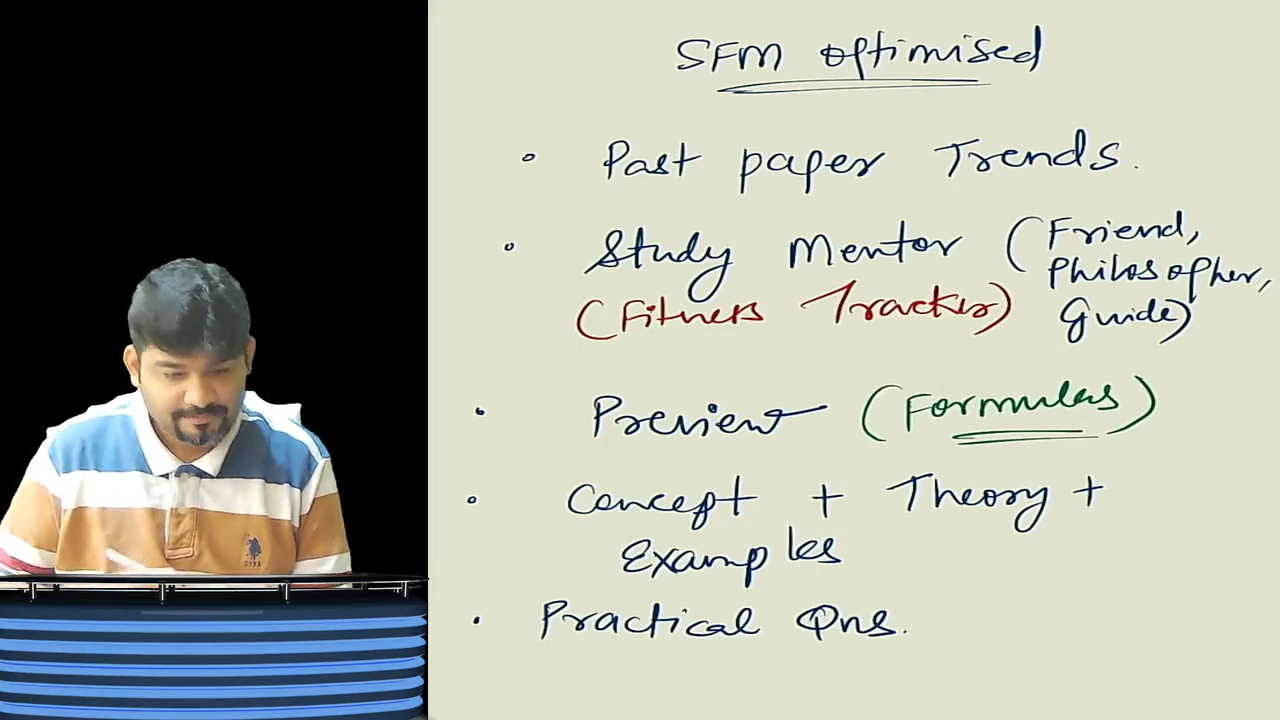 SFM optimised
• Past paper Trends.
• Study Mentor (Friend, Philosopher, Guide)
(Fitness Tracker)
• Preview (Formulas)
• Concept + Theory +
Examples
• Practical Qns.
USPA